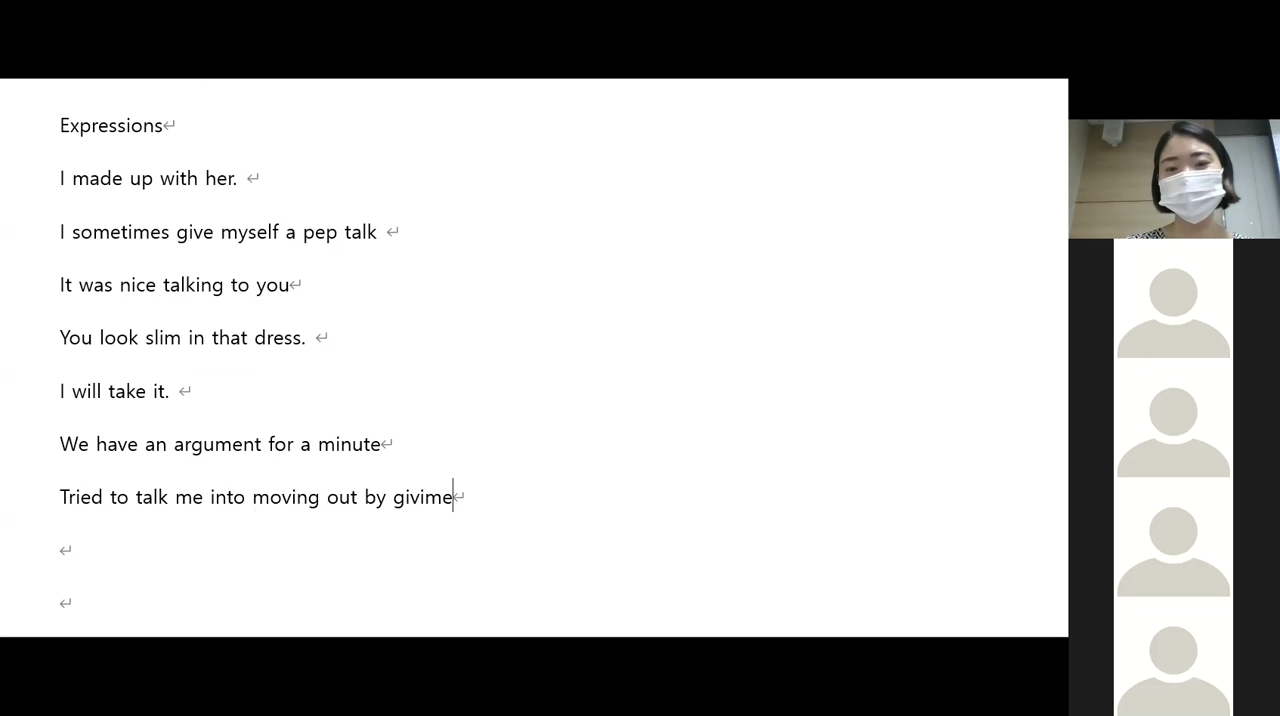 Expressions
I made up with her.
I sometimes give myself a pep talk
It was nice talking to you
You look slim in that dress.
I will take it.
We have an argument for a minute
Tried to talk me into moving out by givime